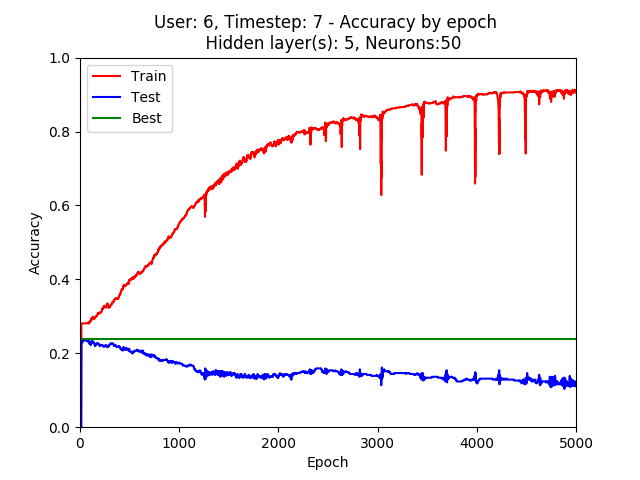 User: 6, Timestep: 7 - Accuracy by epoch
Hidden layer(s): 5, Neurons:50
Train
Test
Best
1.0
0.8
0.6
0.4
0.2
0.0
Accuracy
0 1000 2000 3000 4000 5000
Epoch